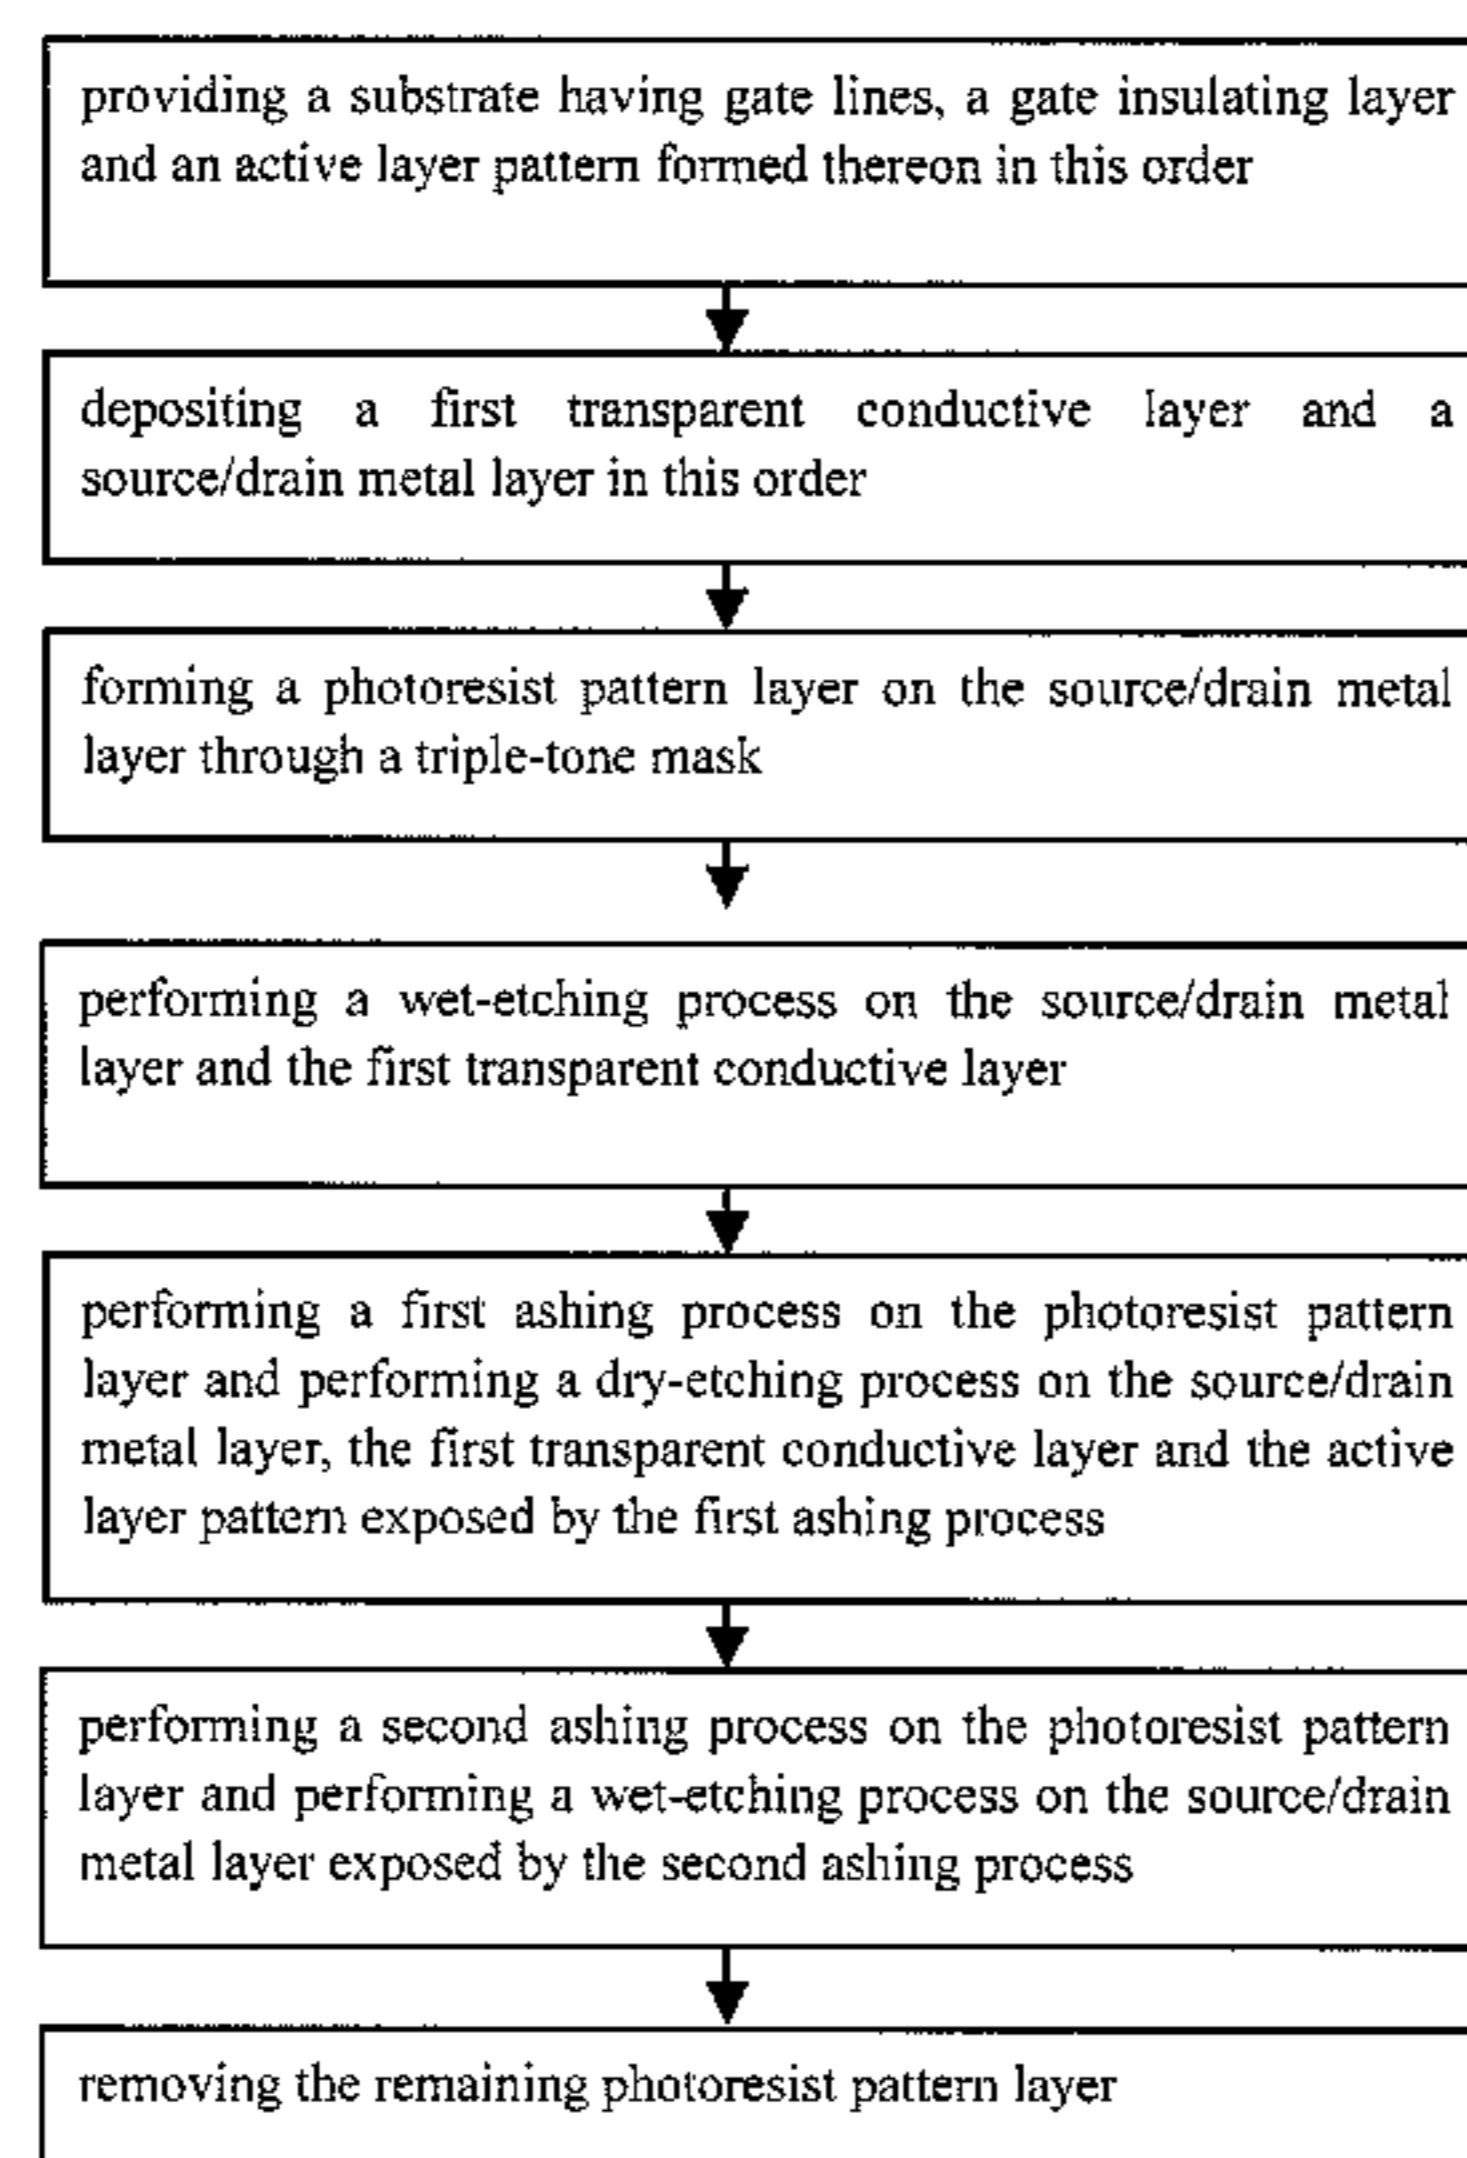 providing a substrate having gate lines, a gate insulating layer
and an active layer pattern formed thereon in this order
depositing a first transparent conductive layer and a
source/drain metal layer in this order
forming a photoresist pattern layer on the source/drain metal
layer through a triple-tone mask
performing a wet-etching process on the source/drain metal
layer and the first transparent conductive layer
performing a first ashing process on the photoresist pattern
layer and performing a dry-etching process on the source/drain
metal layer, the first transparent conductive layer and the active
layer pattern exposed by the first ashing process
performing a second ashing process on the photoresist pattern
layer and performing a wet-etching process on the source/drain
metal layer exposed by the second ashing process
removing the remaining photoresist pattern layer